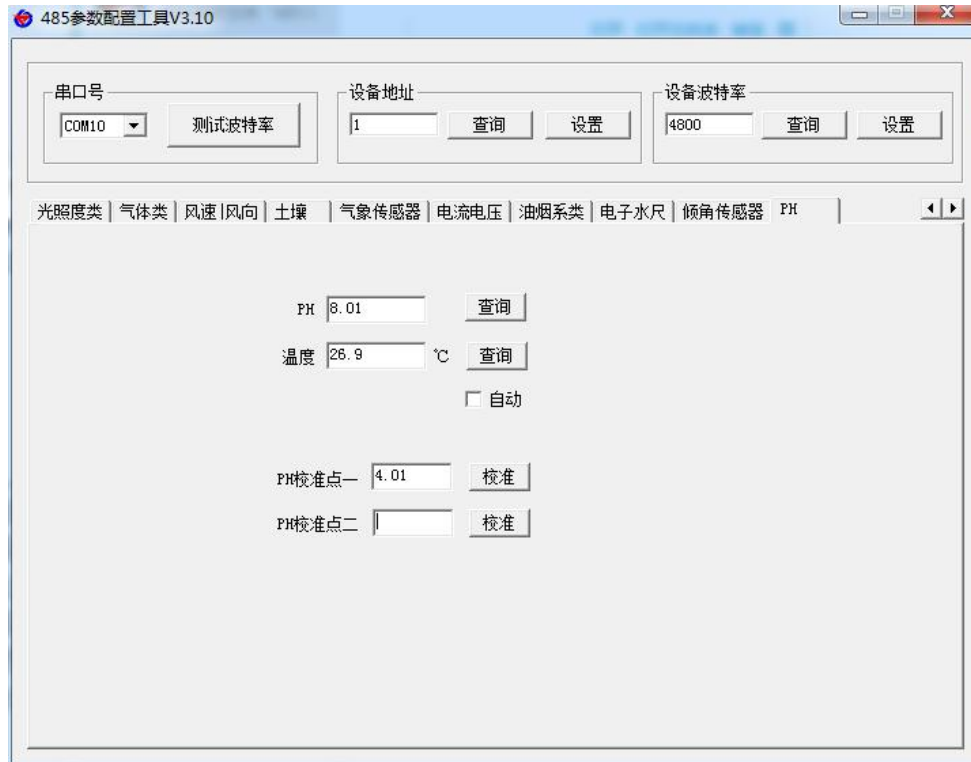 485参数配置工具V3.10
串口号 设备地址 设备波特率
COM10 测试波特率 1 查询 设置 4800 查询 设置
光照度类 气体类 风速|风向 土壤 气象传感器 电流电压 油烟系类 电子水尺 倾角传感器 PH
PH 8.01 查询
温度 26.9 ℃ 查询
自动
PH校准点一 4.01 校准
PH校准点二 校准